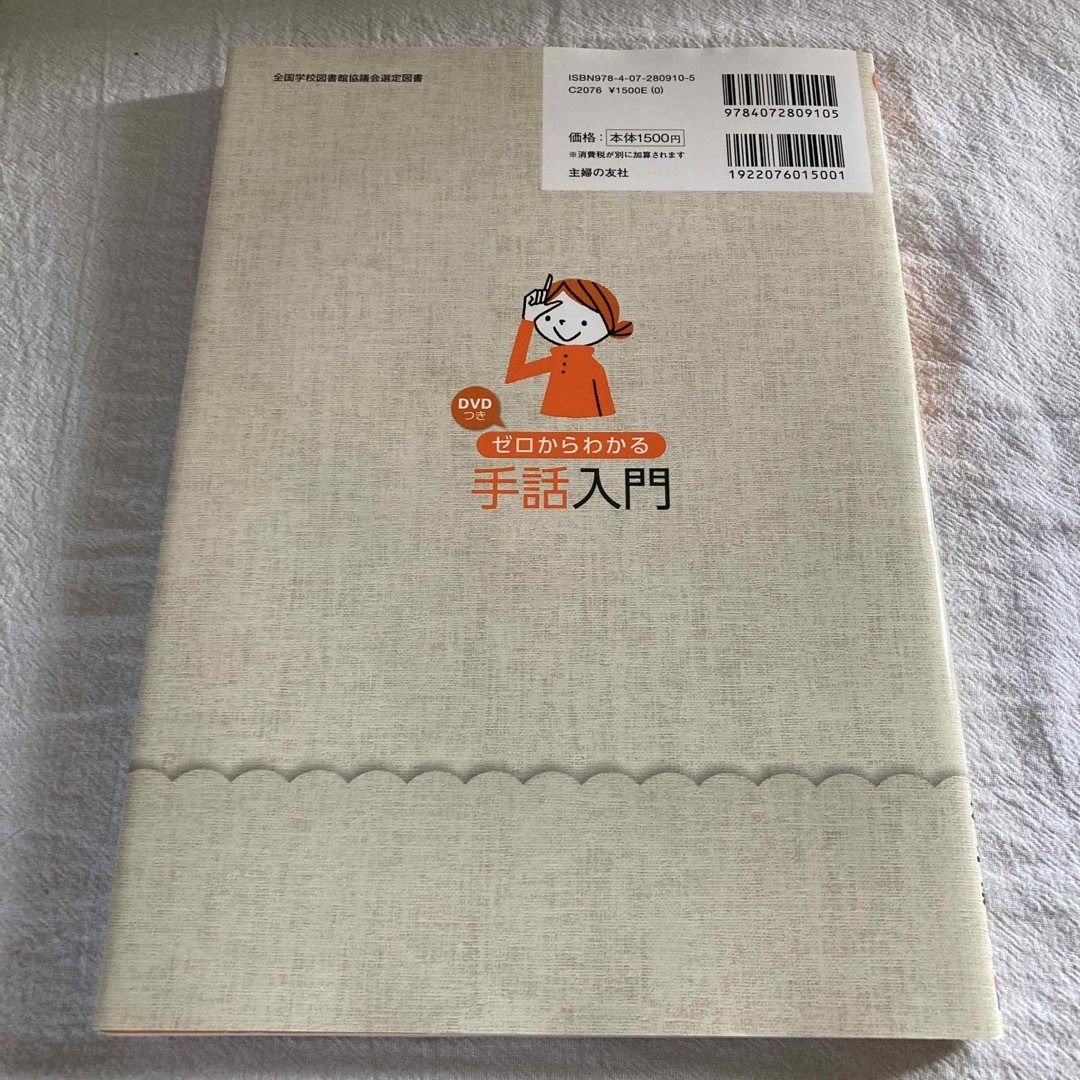 全国学校図書館協議会選定図書
ISBN978-4-07-280910-5
C2076 ¥1500E (0)
9784072809105
価格：本体1500円
※消費税が別に加算されます
主婦の友社
1922076015001
DVD
つき
ゼロからわかる
手話入門